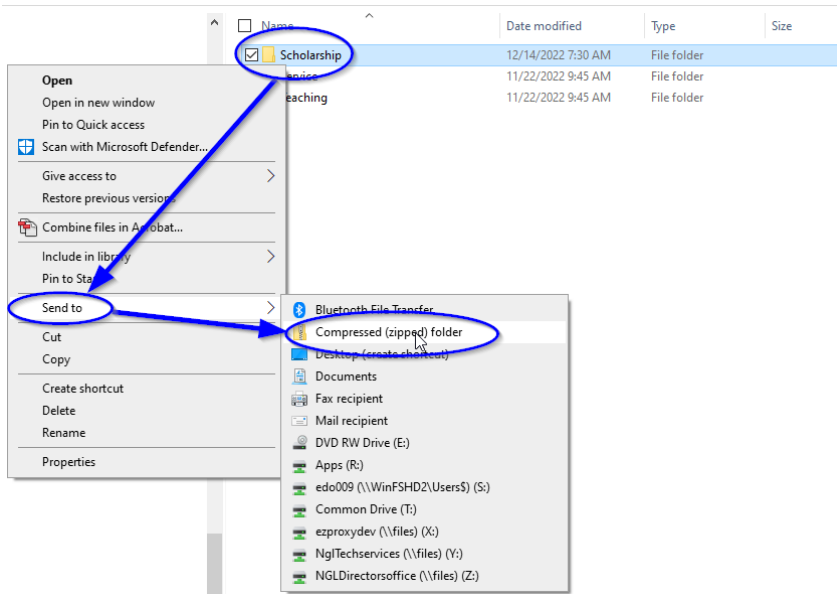 Name
Date modified
Type
Size
Scholarship
12/14/2022 7:30 AM
File folder
ervice
11/22/2022 9:45 AM
File folder
eaching
11/22/2022 9:45 AM
File folder
Open
Open in new window
Pin to Quick access
Scan with Microsoft Defender...
Give access to
Restore previous versions
Combine files in Acrobat...
Include in library
Pin to Sta
Send to
Cut
Copy
Create shortcut
Delete
Rename
Properties
Bluetooth File Transfer
Compressed (zipped) folder
Desktop (create shortcut)
Documents
Fax recipient
Mail recipient
DVD RW Drive (E:)
Apps (R:)
edo009 (\\WinFSHD2\Users$) (S:)
Common Drive (T:)
ezproxydev (\\files) (X:)
NglTechservices (\\files) (Y:)
NGLDirectorsoffice (\\files) (Z:)